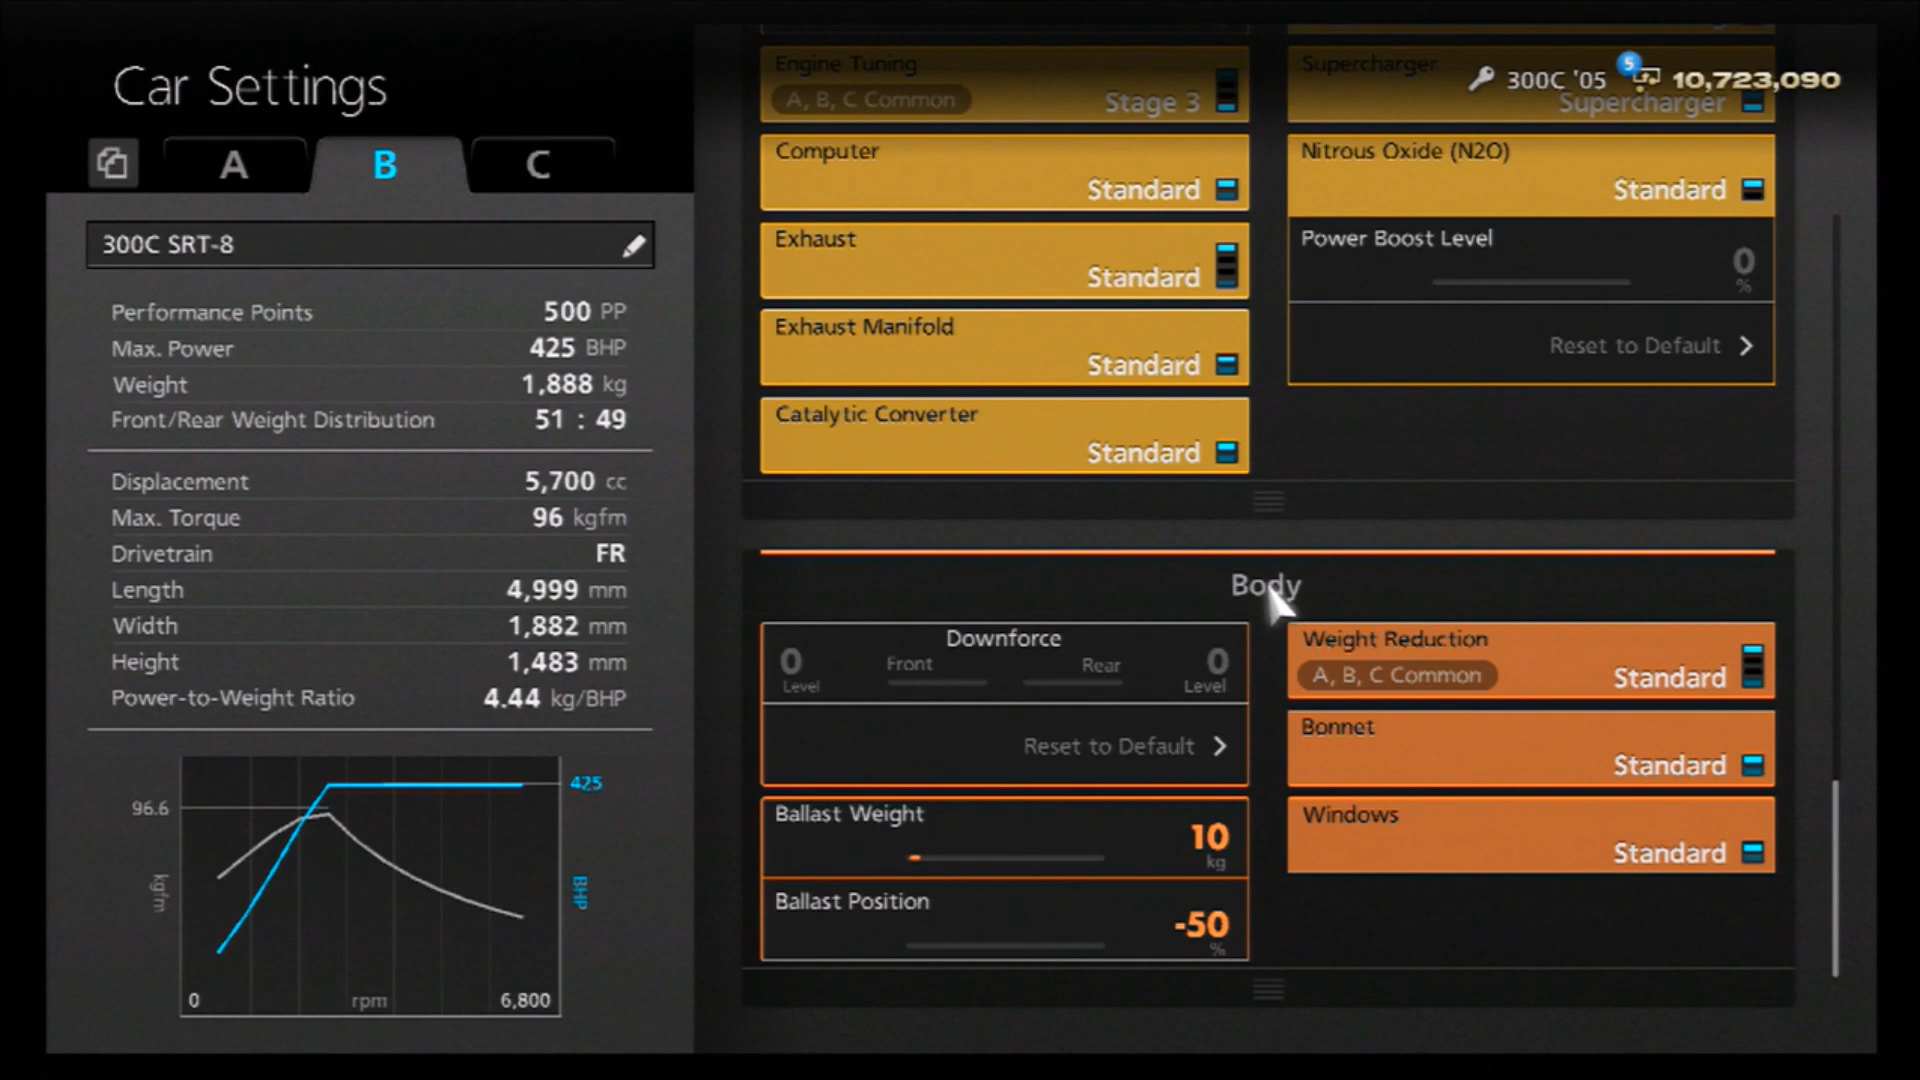 Car Settings
A
B
C
300C SRT-8
Performance Points 500 PP
Max. Power 425 BHP
Weight 1,888 kg
Front/Rear Weight Distribution 51 : 49
Displacement 5,700 cc
Max. Torque 96 kgfm
Drivetrain FR
Length 4,999 mm
Width 1,882 mm
Height 1,483 mm
Power-to-Weight Ratio 4.44 kg/BHP
425
96.6
kgfm
BHP
0 rpm 6,800
300C '05 5 10,723,090
Engine Tuning
A, B, C Common Stage 3
Computer
Standard
Exhaust
Standard
Exhaust Manifold
Standard
Catalytic Converter
Standard
Supercharger
Supercharger
Nitrous Oxide (N2O)
Standard
Power Boost Level
0
%
Reset to Default
Body
Downforce
0 Front Rear 0
Level Level
Reset to Default
Ballast Weight
10
kg
Ballast Position
-50
%
Weight Reduction
A, B, C Common Standard
Bonnet
Standard
Windows
Standard